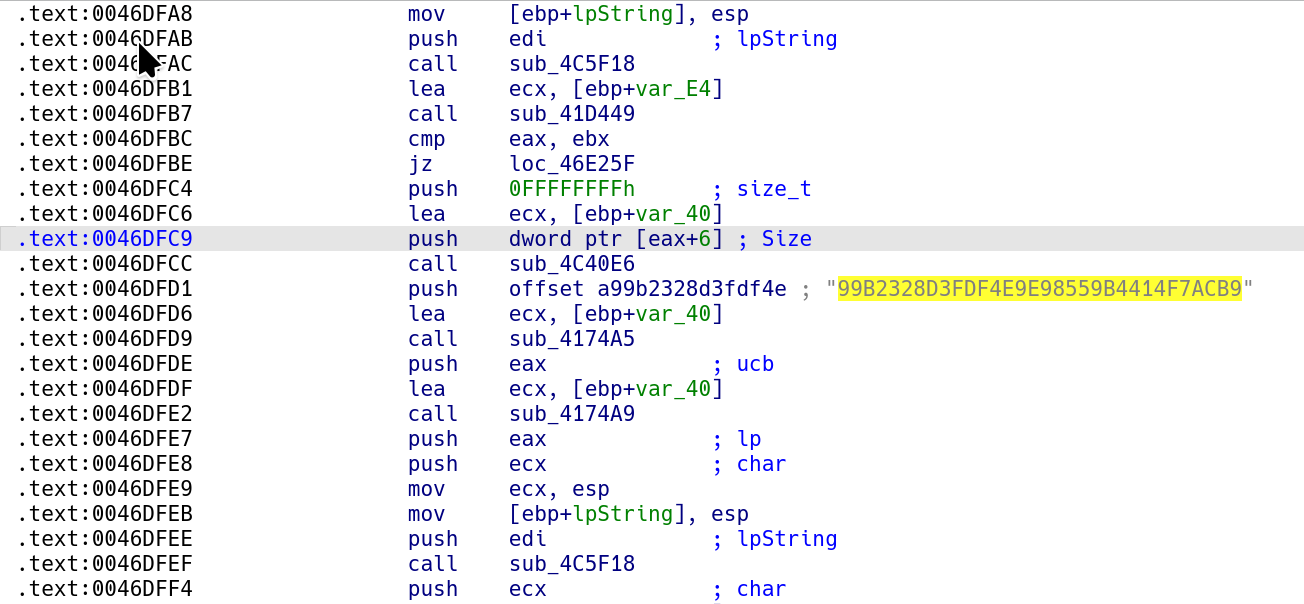 .text:0046DFA8 mov [ebp+lpString], esp
.text:0046DFAB push edi ; lpString
.text:0046DFAC call sub_4C5F18
.text:0046DFB1 lea ecx, [ebp+var_E4]
.text:0046DFB7 call sub_41D449
.text:0046DFBC cmp eax, ebx
.text:0046DFBE jz loc_46E25F
.text:0046DFC4 push 0FFFFFFFFh ; size_t
.text:0046DFC6 lea ecx, [ebp+var_40]
.text:0046DFC9 push dword ptr [eax+6] ; Size
.text:0046DFCC call sub_4C40E6
.text:0046DFD1 push offset a99b2328d3fdf4e ; "99B2328D3FDF4E9E98559B4414F7ACB9"
.text:0046DFD6 lea ecx, [ebp+var_40]
.text:0046DFD9 call sub_4174A5
.text:0046DFDE push eax ; ucb
.text:0046DFDF lea ecx, [ebp+var_40]
.text:0046DFE2 call sub_4174A9
.text:0046DFE7 push eax ; lp
.text:0046DFE8 push ecx ; char
.text:0046DFE9 mov ecx, esp
.text:0046DFEB mov [ebp+lpString], esp
.text:0046DFEE push edi ; lpString
.text:0046DFEF call sub_4C5F18
.text:0046DFF4 push ecx ; char